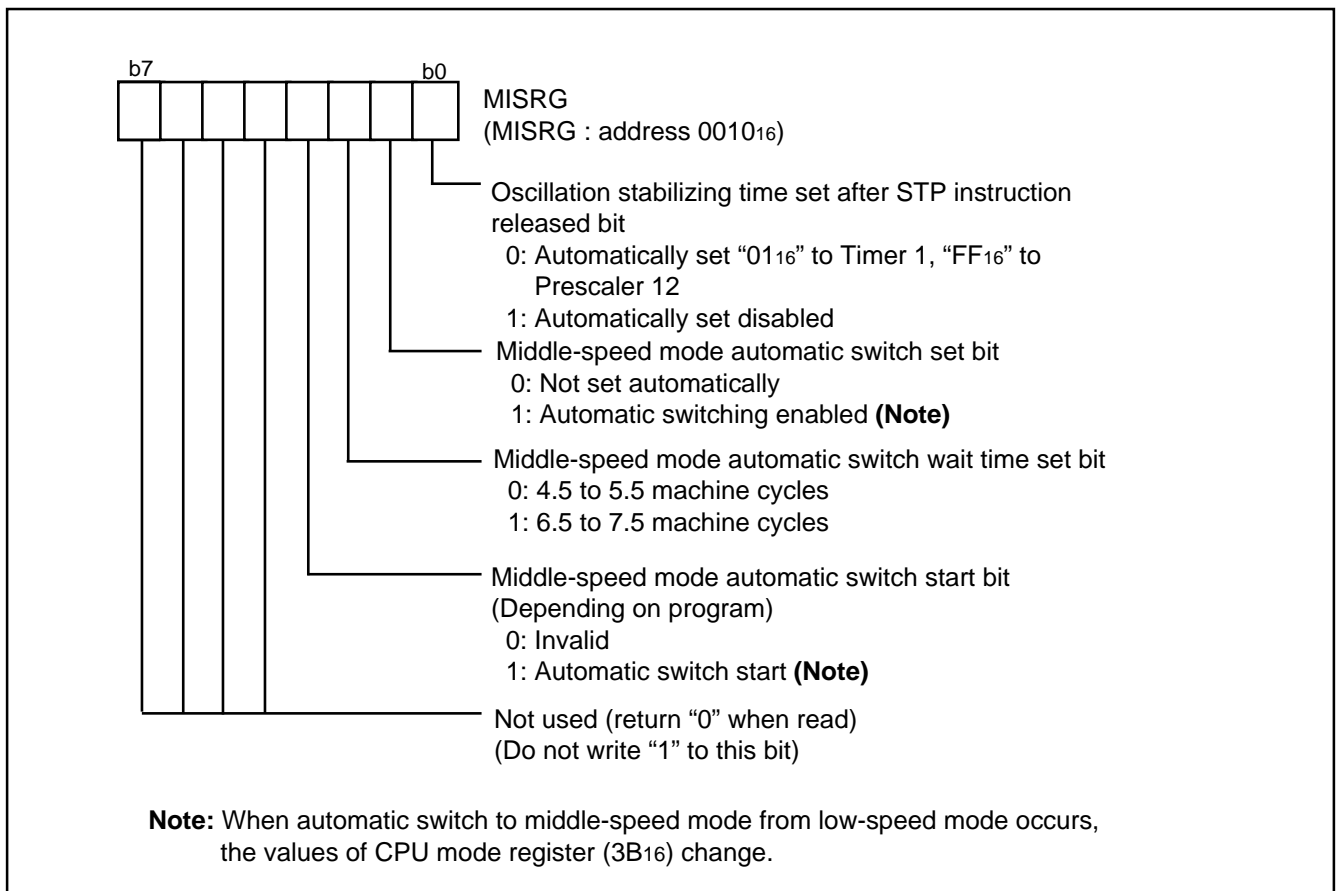 b7 b0
MISRG
(MISRG : address 001016)
Oscillation stabilizing time set after STP instruction
released bit
0: Automatically set “0116” to Timer 1, “FF16” to
Prescaler 12
1: Automatically set disabled
Middle-speed mode automatic switch set bit
0: Not set automatically
1: Automatic switching enabled (Note)
Middle-speed mode automatic switch wait time set bit
0: 4.5 to 5.5 machine cycles
1: 6.5 to 7.5 machine cycles
Middle-speed mode automatic switch start bit
(Depending on program)
0: Invalid
1: Automatic switch start (Note)
Not used (return “0” when read)
(Do not write “1” to this bit)
Note: When automatic switch to middle-speed mode from low-speed mode occurs,
the values of CPU mode register (3B16) change.